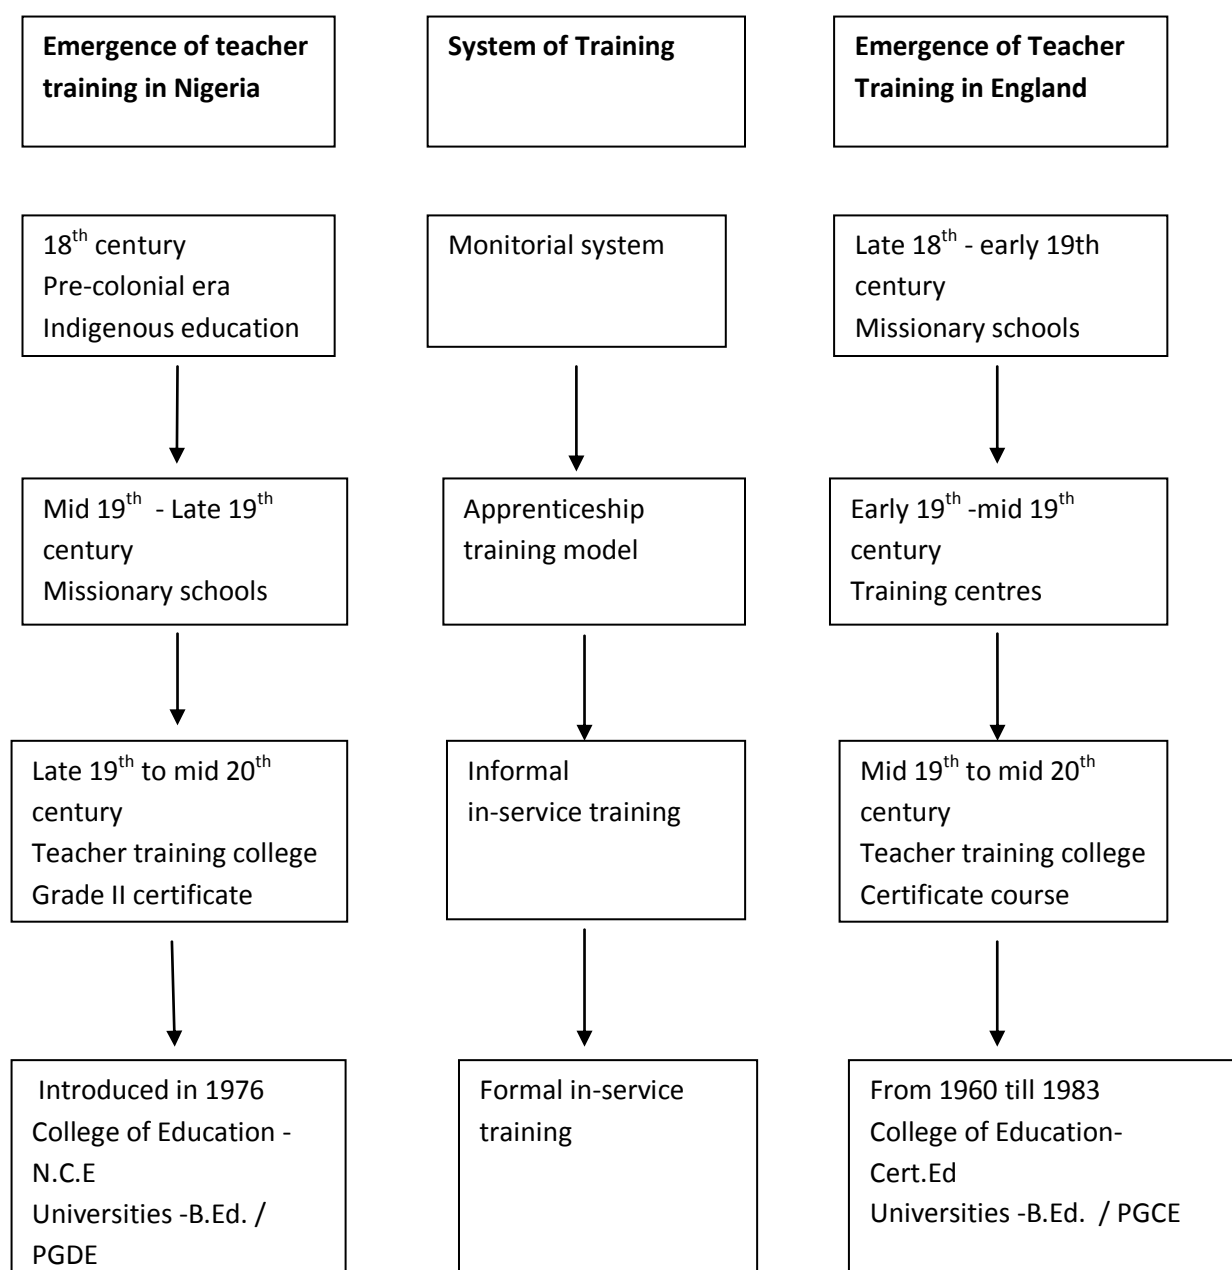 Emergence of teacher
training in Nigeria
System of Training
Emergence of Teacher
Training in England
18th century
Pre-colonial era
Indigenous education
Monitorial system
Late 18th - early 19th
century
Missionary schools
Mid 19th - Late 19th
century
Missionary schools
Apprenticeship
training model
Early 19th -mid 19th
century
Training centres
Late 19th to mid 20th
century
Teacher training college
Grade II certificate
Informal
in-service training
Mid 19th to mid 20th
century
Teacher training college
Certificate course
Introduced in 1976
College of Education -
N.C.E
Universities -B.Ed. /
PGDE
Formal in-service
training
From 1960 till 1983
College of Education-
Cert.Ed
Universities -B.Ed. / PGCE